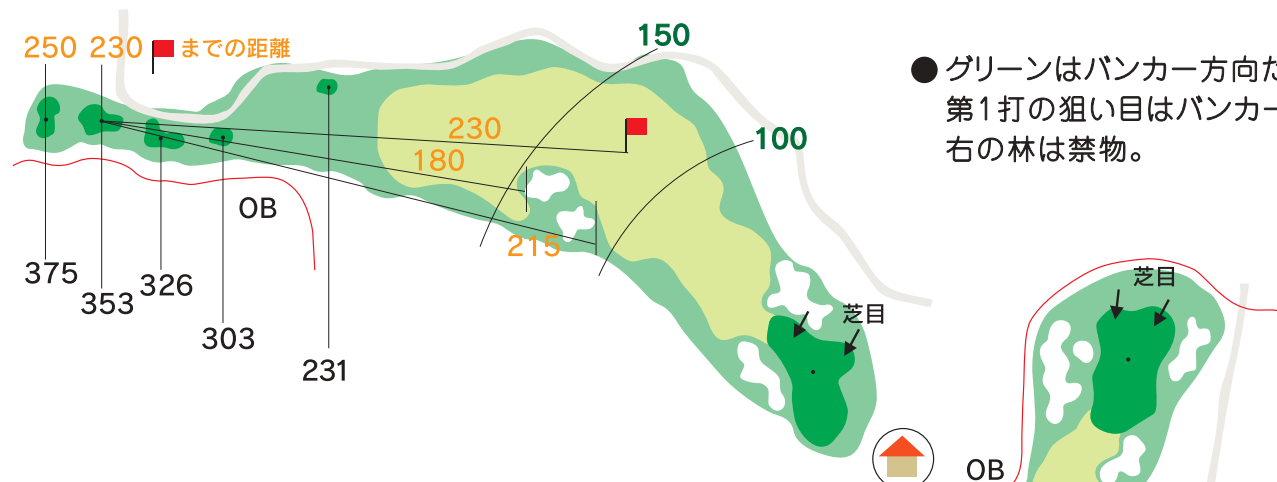 250 230 までの距離
150
100
230
180
215
OB
375
353
326
303
231
芝目
●グリーンはバンカー方向
第1打の狙い目はバンカー
右の林は禁物。
芝目
OB